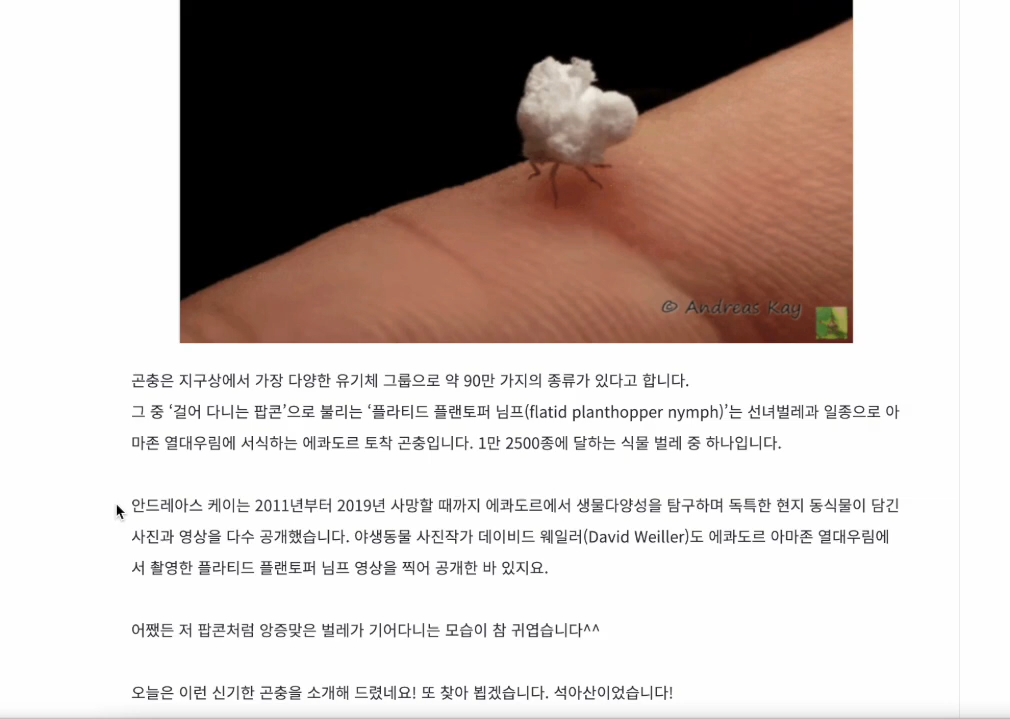 © Andreas Kay
곤충은 지구상에서 가장 다양한 유기체 그룹으로 약 90만 가지의 종류가 있다고 합니다.
그 중 ‘걸어 다니는 팝콘’으로 불리는 ‘플라티드 플랜토퍼 님프(flatid planthopper nymph)’는 선녀벌레과 일종으로 아
마존 열대우림에 서식하는 에콰도르 토착 곤충입니다. 1만 2500종에 달하는 식물 벌레 중 하나입니다.
안드레아스 케이는 2011년부터 2019년 사망할 때까지 에콰도르에서 생물다양성을 탐구하며 독특한 현지 동식물이 담긴
사진과 영상을 다수 공개했습니다. 야생동물 사진작가 데이비드 웨일러(David Weiller)도 에콰도르 아마존 열대우림에
서 촬영한 플라티드 플랜토퍼 님프 영상을 찍어 공개한 바 있지요.
어쨌든 저 팝콘처럼 앙증맞은 벌레가 기어다니는 모습이 참 귀엽습니다^^
오늘은 이런 신기한 곤충을 소개해 드렸네요! 또 찾아 뵙겠습니다. 석아산이었습니다!